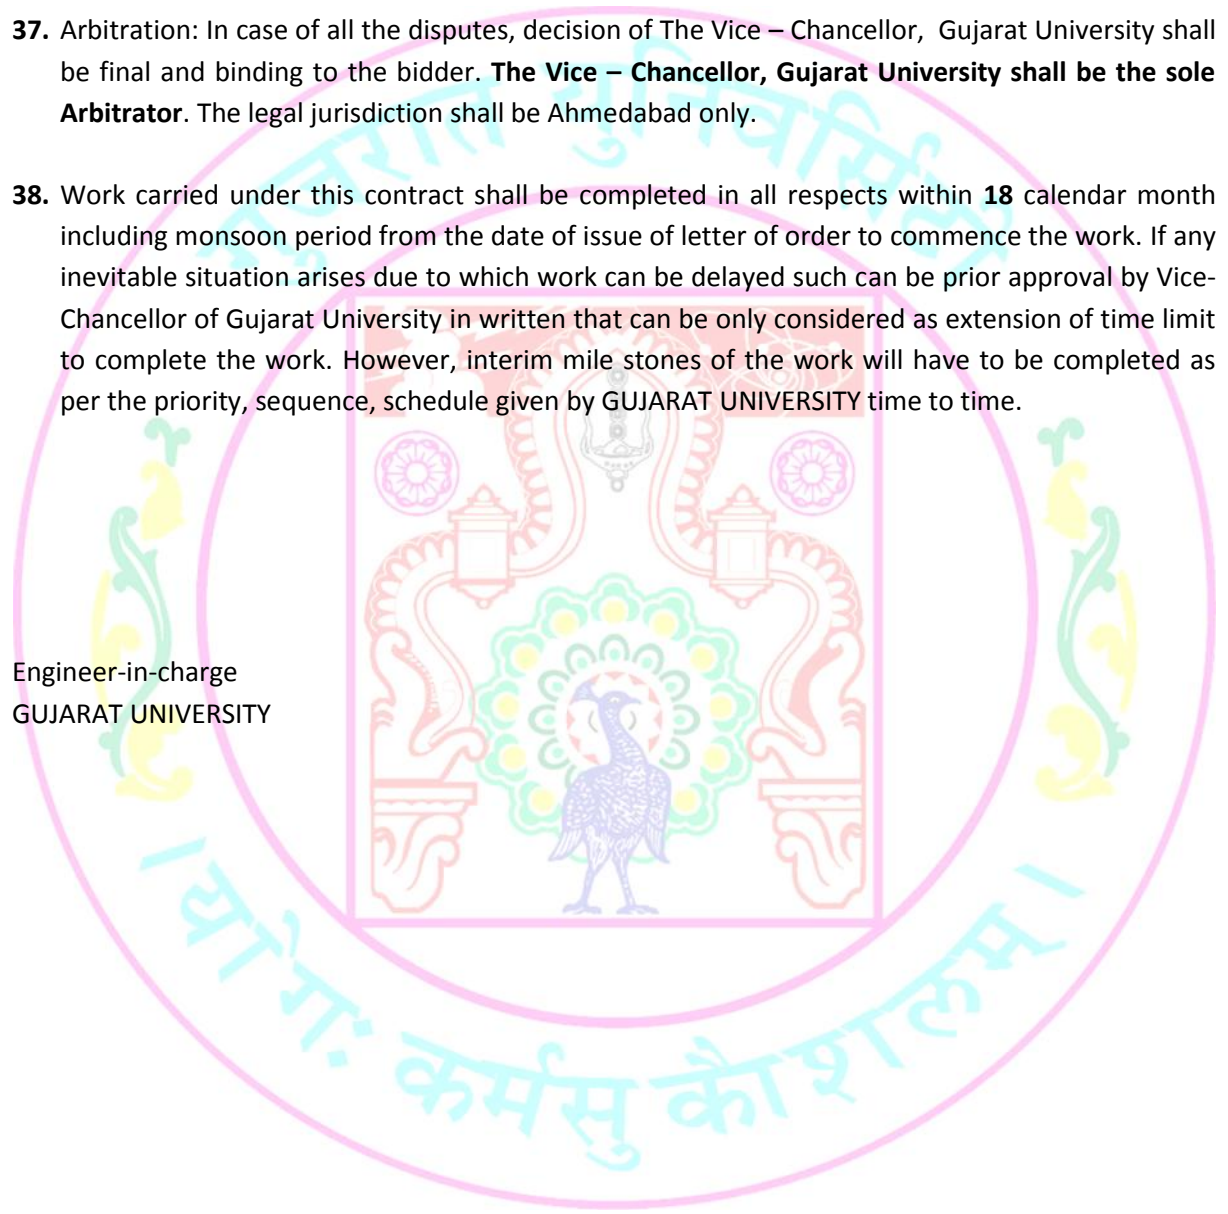 37. Arbitration: In case of all the disputes, decision of The Vice – Chancellor, Gujarat University shall
be final and binding to the bidder. The Vice – Chancellor, Gujarat University shall be the sole
Arbitrator. The legal jurisdiction shall be Ahmedabad only.
38. Work carried under this contract shall be completed in all respects within 18 calendar month
including monsoon period from the date of issue of letter of order to commence the work. If any
inevitable situation arises due to which work can be delayed such can be prior approval by Vice-
Chancellor of Gujarat University in written that can be only considered as extension of time limit
to complete the work. However, interim mile stones of the work will have to be completed as
per the priority, sequence, schedule given by GUJARAT UNIVERSITY time to time.
Engineer-in-charge
GUJARAT UNIVERSITY
गुजरात युनिवर्सिटी
। योगः कर्मसु कौशलम् ।